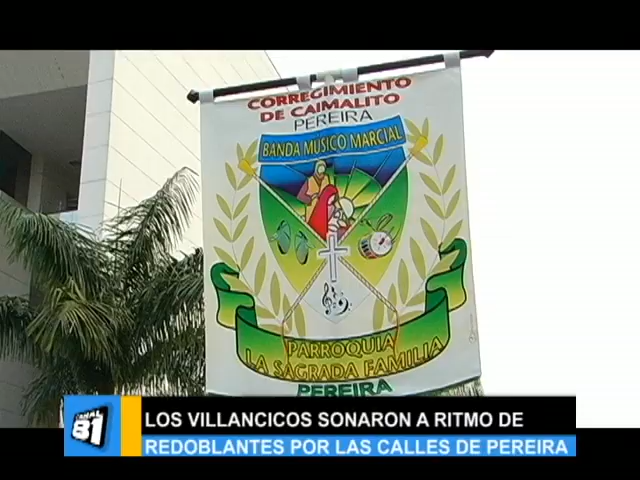 CORREGIMIENTO
DE CAIMALITO
PEREIRA
BANDA MÚSICO MARCIAL
PARROQUIA
LA SAGRADA FAMILIA
PEREIRA
CANAL
81
LOS VILLANCICOS SONARON A RITMO DE
REDOBLANTES POR LAS CALLES DE PEREIRA